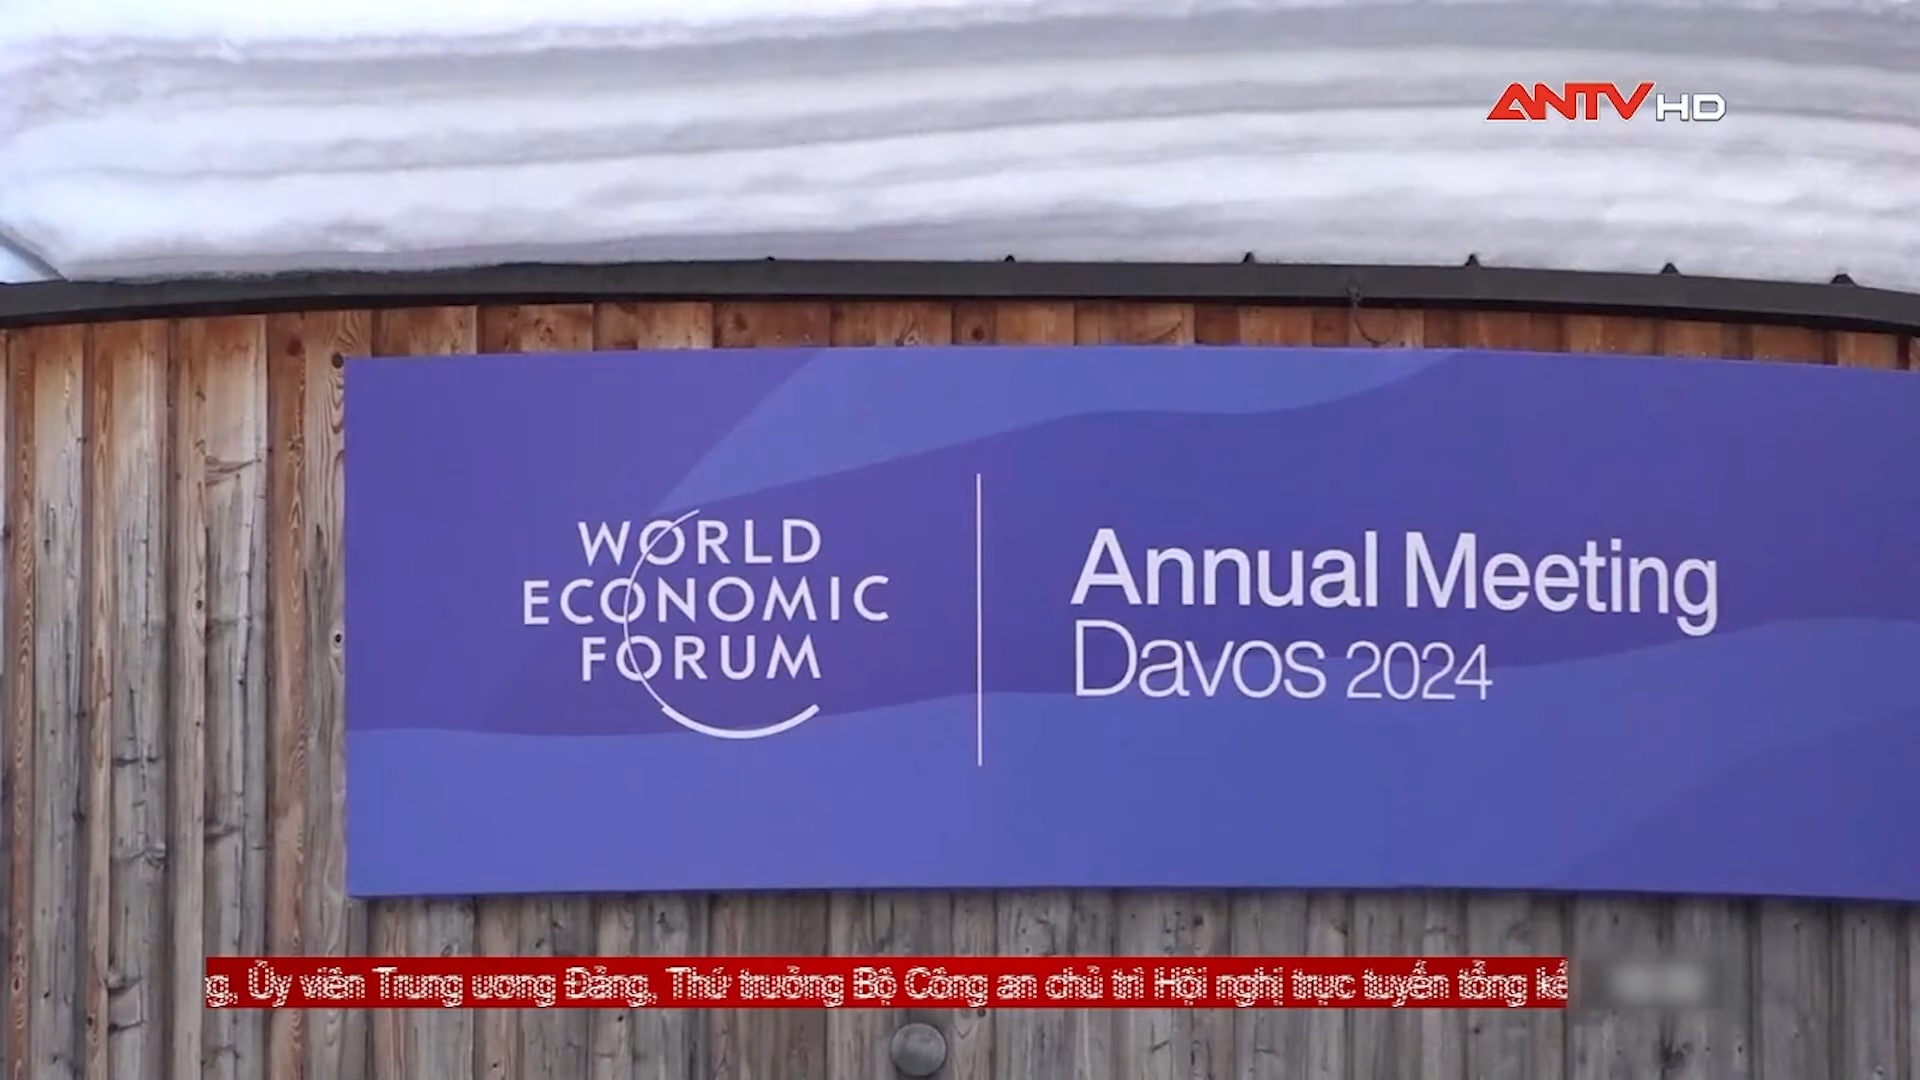 ANTV HD
WORLD
ECONOMIC
FORUM
Annual Meeting
Davos 2024
g, Ủy viên Trung ương Đảng, Thứ trưởng Bộ Công an chủ trì Hội nghị trực tuyến tổng kế